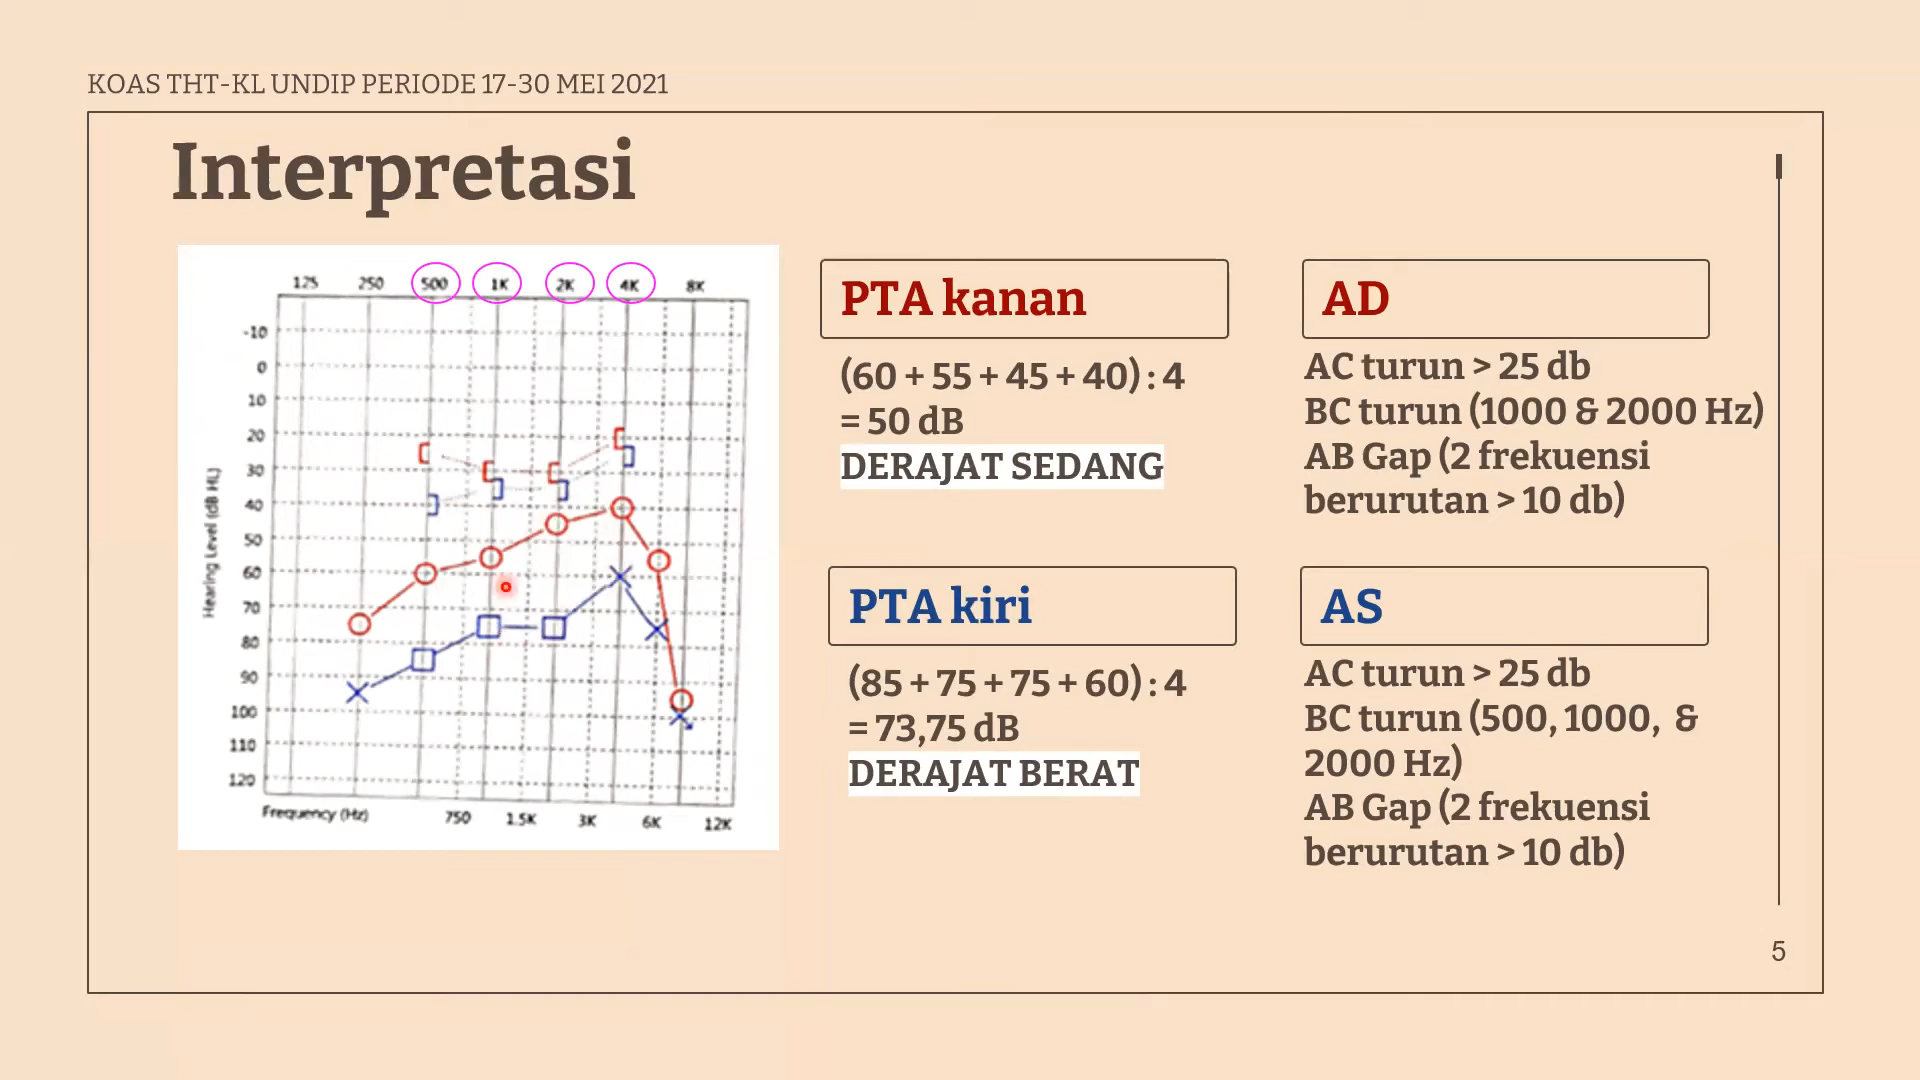 KOAS THT-KL UNDIP PERIODE 17-30 MEI 2021
Interpretasi
125 250 500 1K 2K 4K 8K
-10
0
10
20
30
40
50
60
70
80
90
100
110
120
Hearing Level (dB HL)
Frequency (Hz) 750 1.5K 3K 6K 12K
PTA kanan
(60 + 55 + 45 + 40) : 4
= 50 dB
DERAJAT SEDANG
AD
AC turun > 25 db
BC turun (1000 & 2000 Hz)
AB Gap (2 frekuensi
berurutan > 10 db)
PTA kiri
(85 + 75 + 75 + 60) : 4
= 73,75 dB
DERAJAT BERAT
AS
AC turun > 25 db
BC turun (500, 1000, &
2000 Hz)
AB Gap (2 frekuensi
berurutan > 10 db)
5